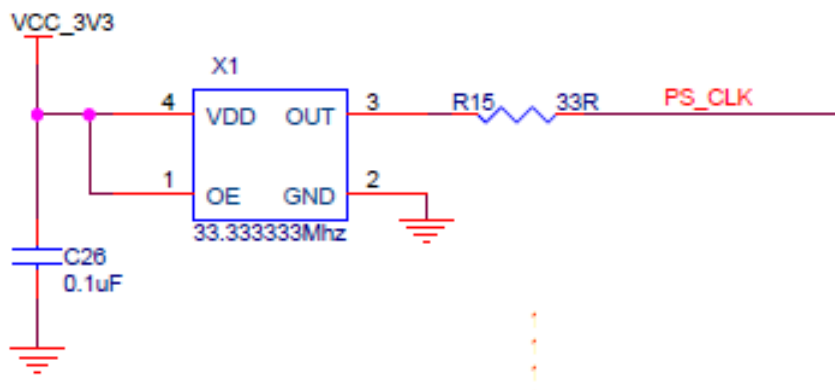 VCC_3V3
X1
4 VDD OUT 3 R15 33R PS_CLK
1 OE GND 2
33.333333Mhz
C26
0.1uF